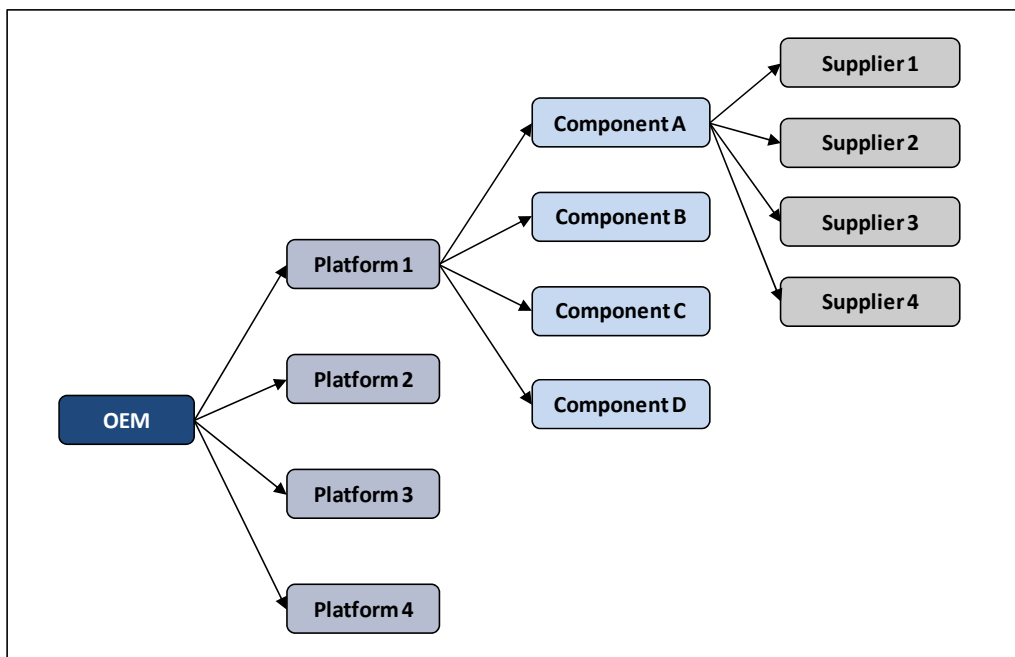 OEM
Platform 1
Platform 2
Platform 3
Platform 4
Component A
Component B
Component C
Component D
Supplier 1
Supplier 2
Supplier 3
Supplier 4